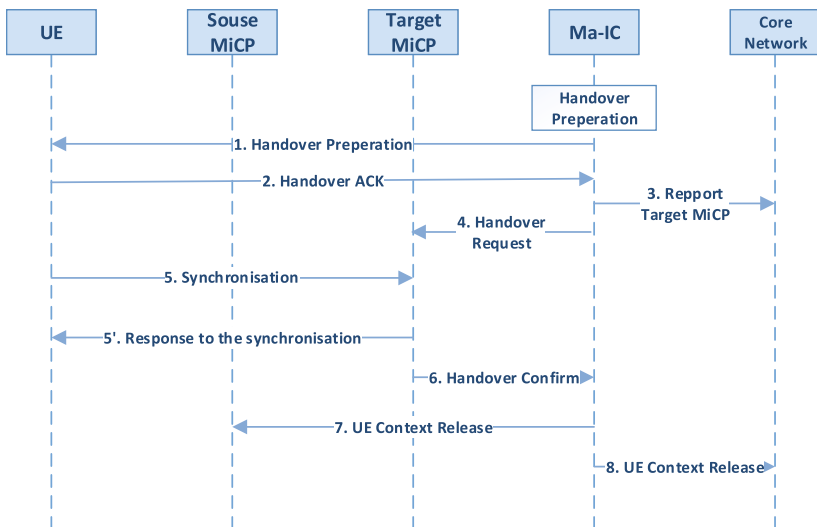 UE
Souse
MiCP
Target
MiCP
Ma-IC
Core
Network
Handover
Preperation
1. Handover Preperation
2. Handover ACK
3. Repport
Target MiCP
4. Handover
Request
5. Synchronisation
5'. Response to the synchronisation
6. Handover Confirm
7. UE Context Release
8. UE Context Release